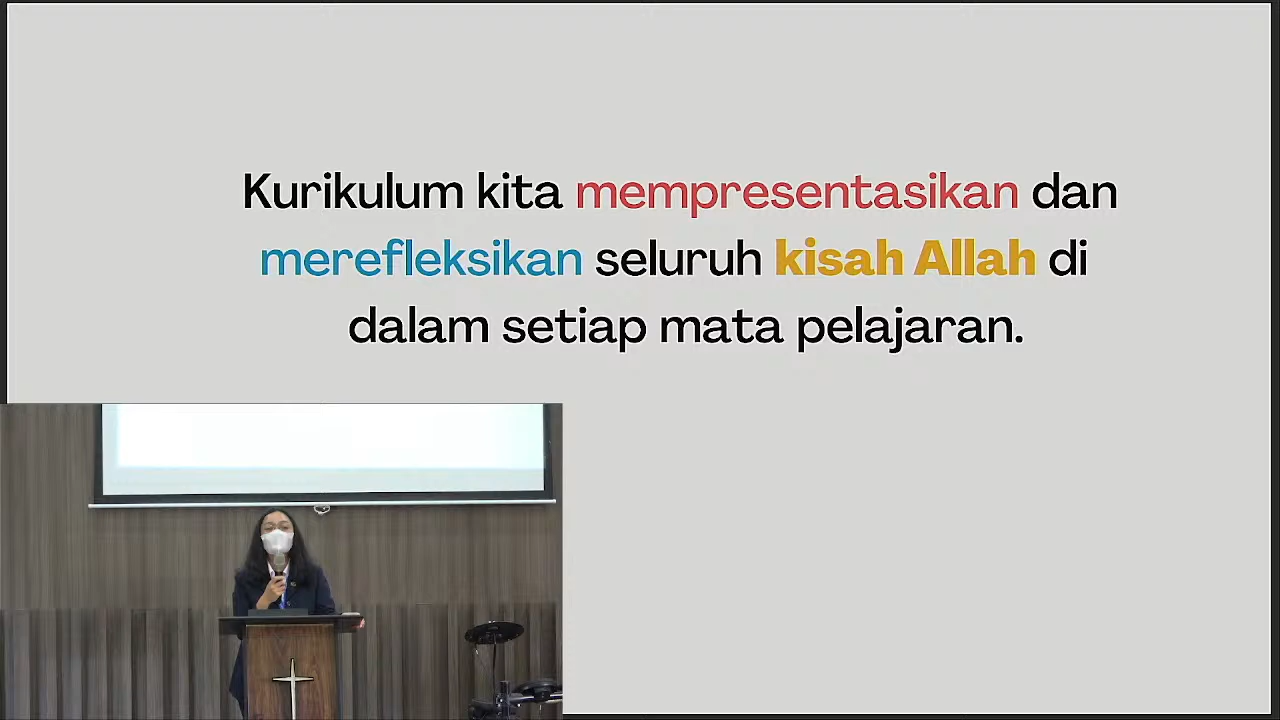 Kurikulum kita mempresentasikan dan
merefleksikan seluruh kisah Allah di
dalam setiap mata pelajaran.